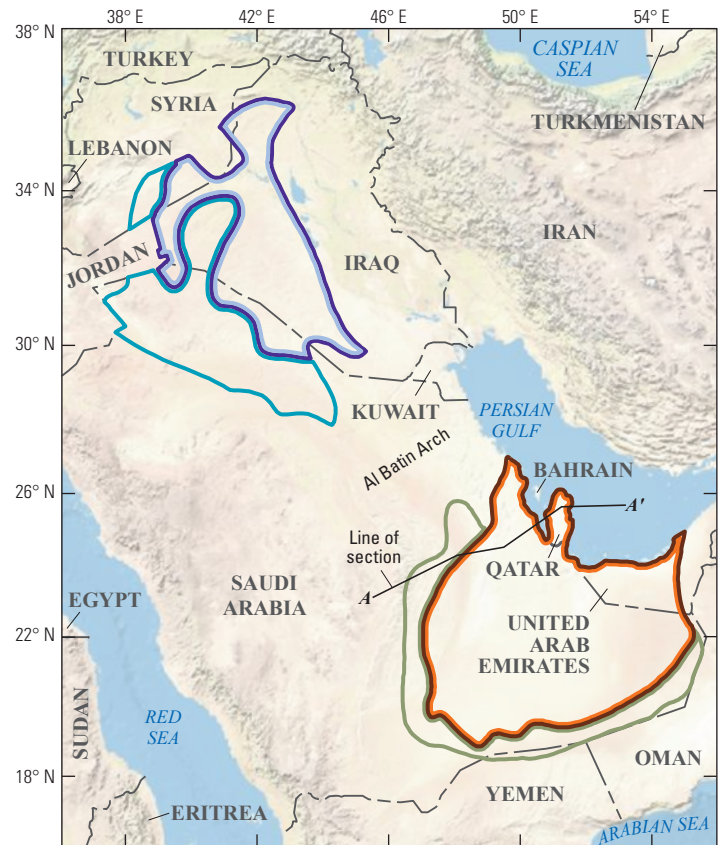 38° E 42° E 46° E 50° E 54° E
38° N
TURKEY
CASPIAN
SEA
SYRIA
TURKMENISTAN
LEBANON
34° N
IRAN
JORDAN
IRAQ
30° N
KUWAIT
PERSIAN
GULF
Al Batin Arch
BAHRAIN
26° N
A'
Line of
section
QATAR
SAUDI
ARABIA
A
EGYPT
UNITED
ARAB
EMIRATES
22° N
RED
SEA
SUDAN
OMAN
18° N
YEMEN
ERITREA
ARABIAN SEA